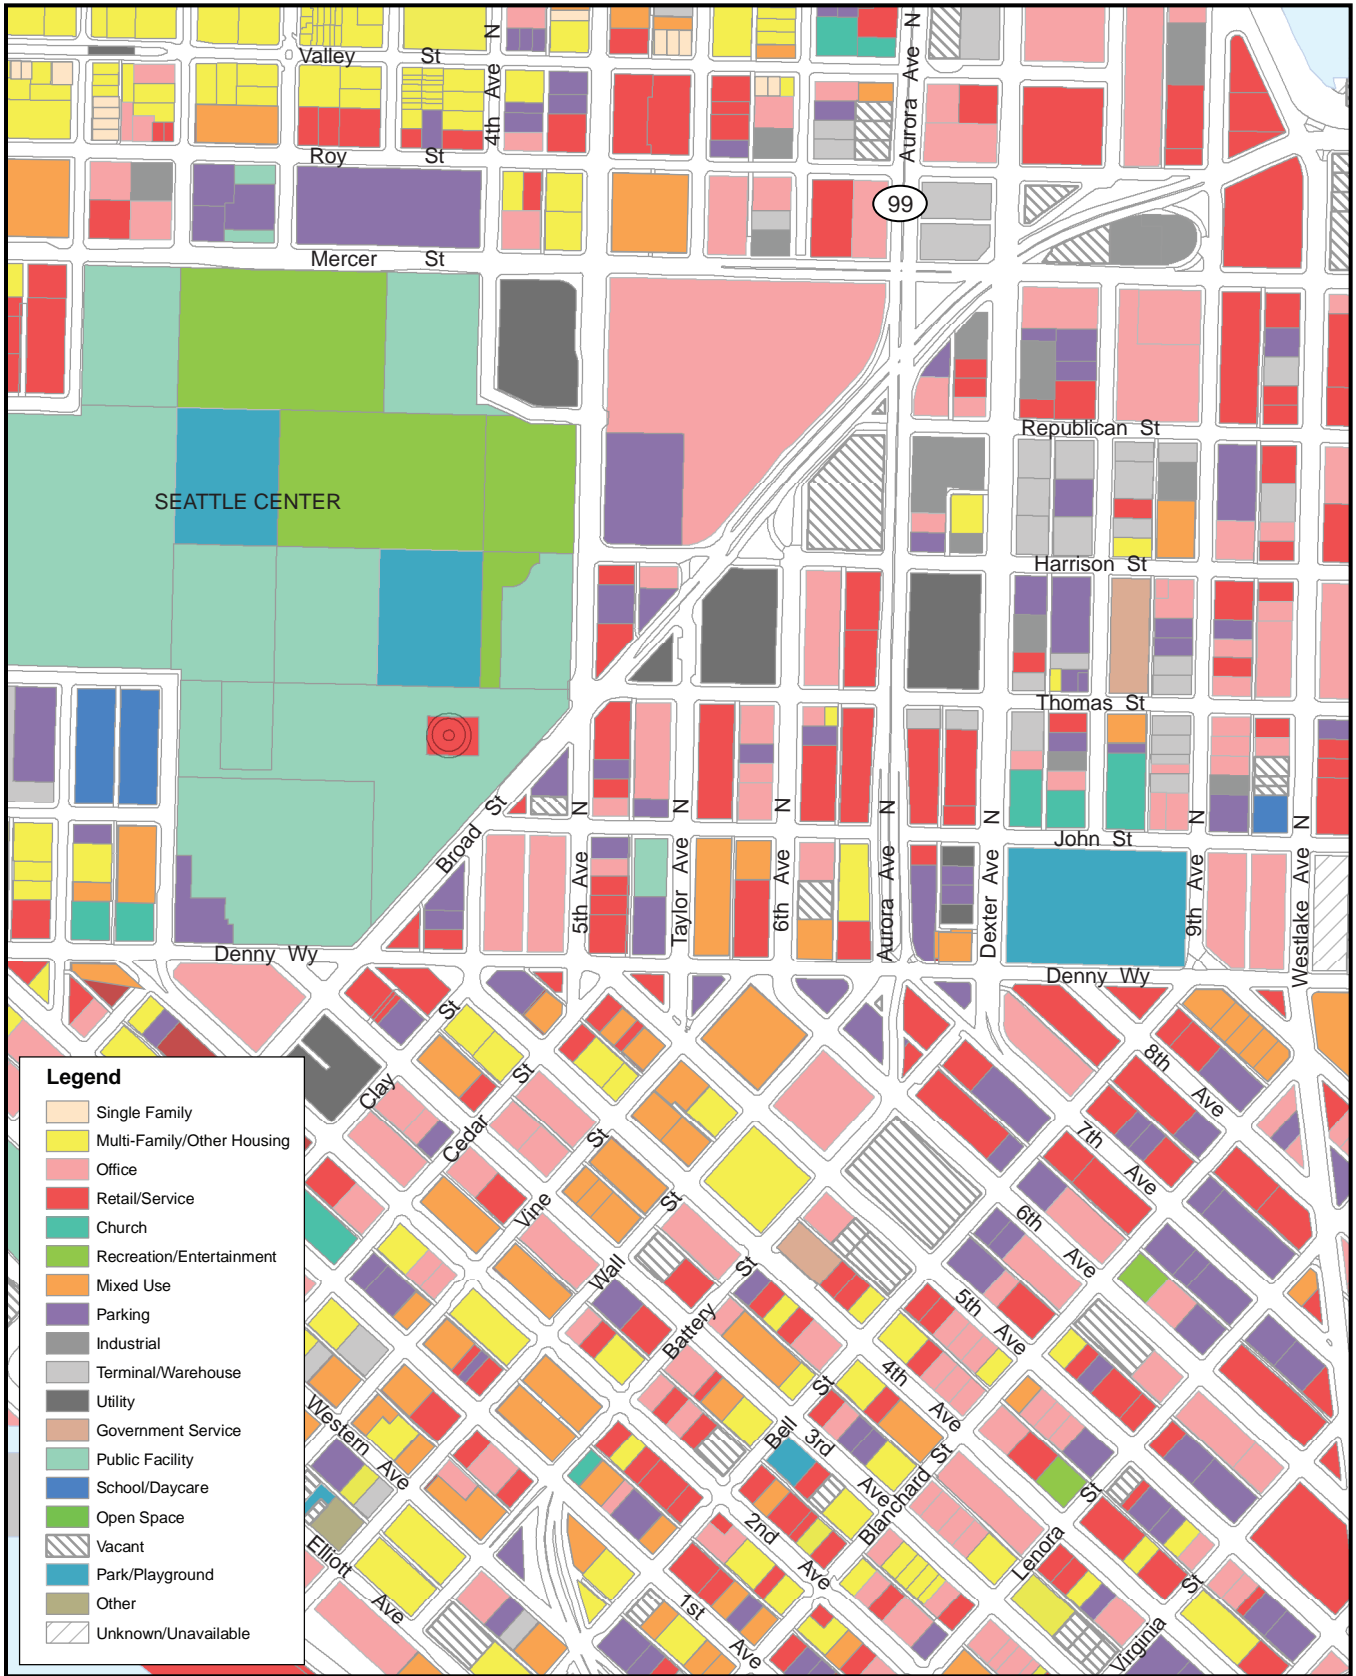 Valley St
4th Ave N
Aurora Ave N
Roy St
99
Mercer St
Republican St
SEATTLE CENTER
Harrison St
Thomas St
Broad St
5th Ave N
Taylor Ave N
6th Ave N
Aurora Ave N
Dexter Ave N
John St
9th Ave N
Westlake Ave N
Denny Wy
Denny Wy
Clay St
Cedar St
Vine St
Wall St
Battery St
Bell St
Blanchard St
Lenora St
Virginia St
8th Ave
7th Ave
6th Ave
5th Ave
4th Ave
3rd Ave
2nd Ave
1st Ave
Western Ave
Elliott Ave
Legend
Single Family
Multi-Family/Other Housing
Office
Retail/Service
Church
Recreation/Entertainment
Mixed Use
Parking
Industrial
Terminal/Warehouse
Utility
Government Service
Public Facility
School/Daycare
Open Space
Vacant
Park/Playground
Other
Unknown/Unavailable